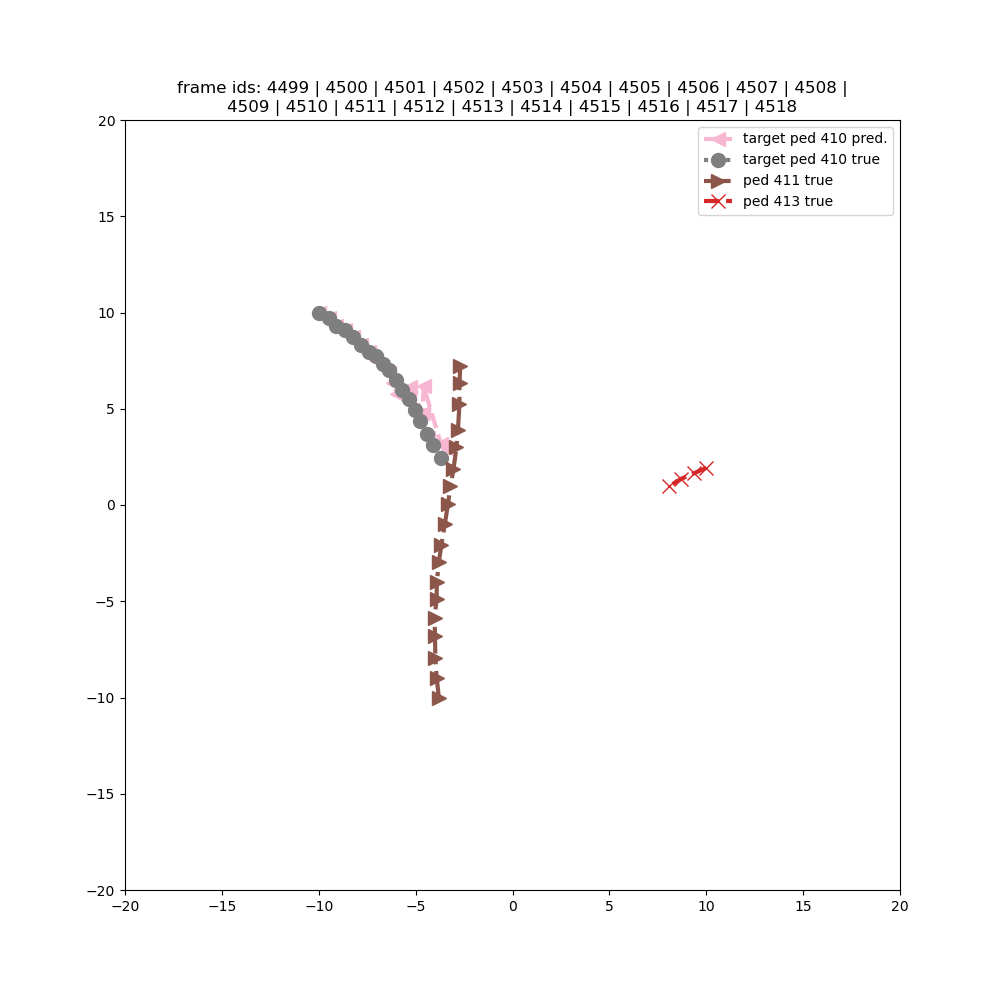 frame ids: 4499 | 4500 | 4501 | 4502 | 4503 | 4504 | 4505 | 4506 | 4507 | 4508 |
4509 | 4510 | 4511 | 4512 | 4513 | 4514 | 4515 | 4516 | 4517 | 4518
target ped 410 pred.
target ped 410 true
ped 411 true
ped 413 true
20
15
10
5
0
−5
−10
−15
−20
−20 −15 −10 −5 0 5 10 15 20